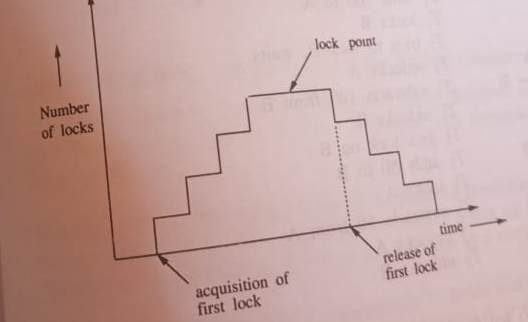 lock point
Number
of locks
time
release of
first lock
acquisition of
first lock